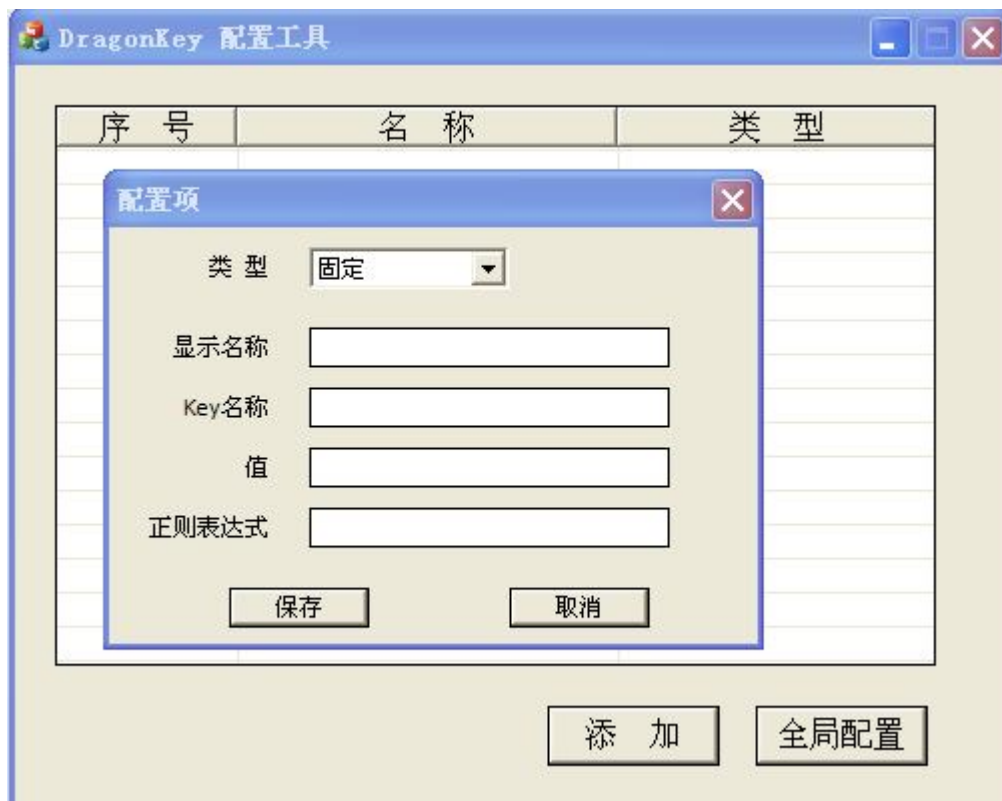 DragonKey 配置工具
序 号 名 称 类 型
配置项
类 型 固定
显示名称
Key名称
值
正则表达式
保存 取消
添 加 全局配置